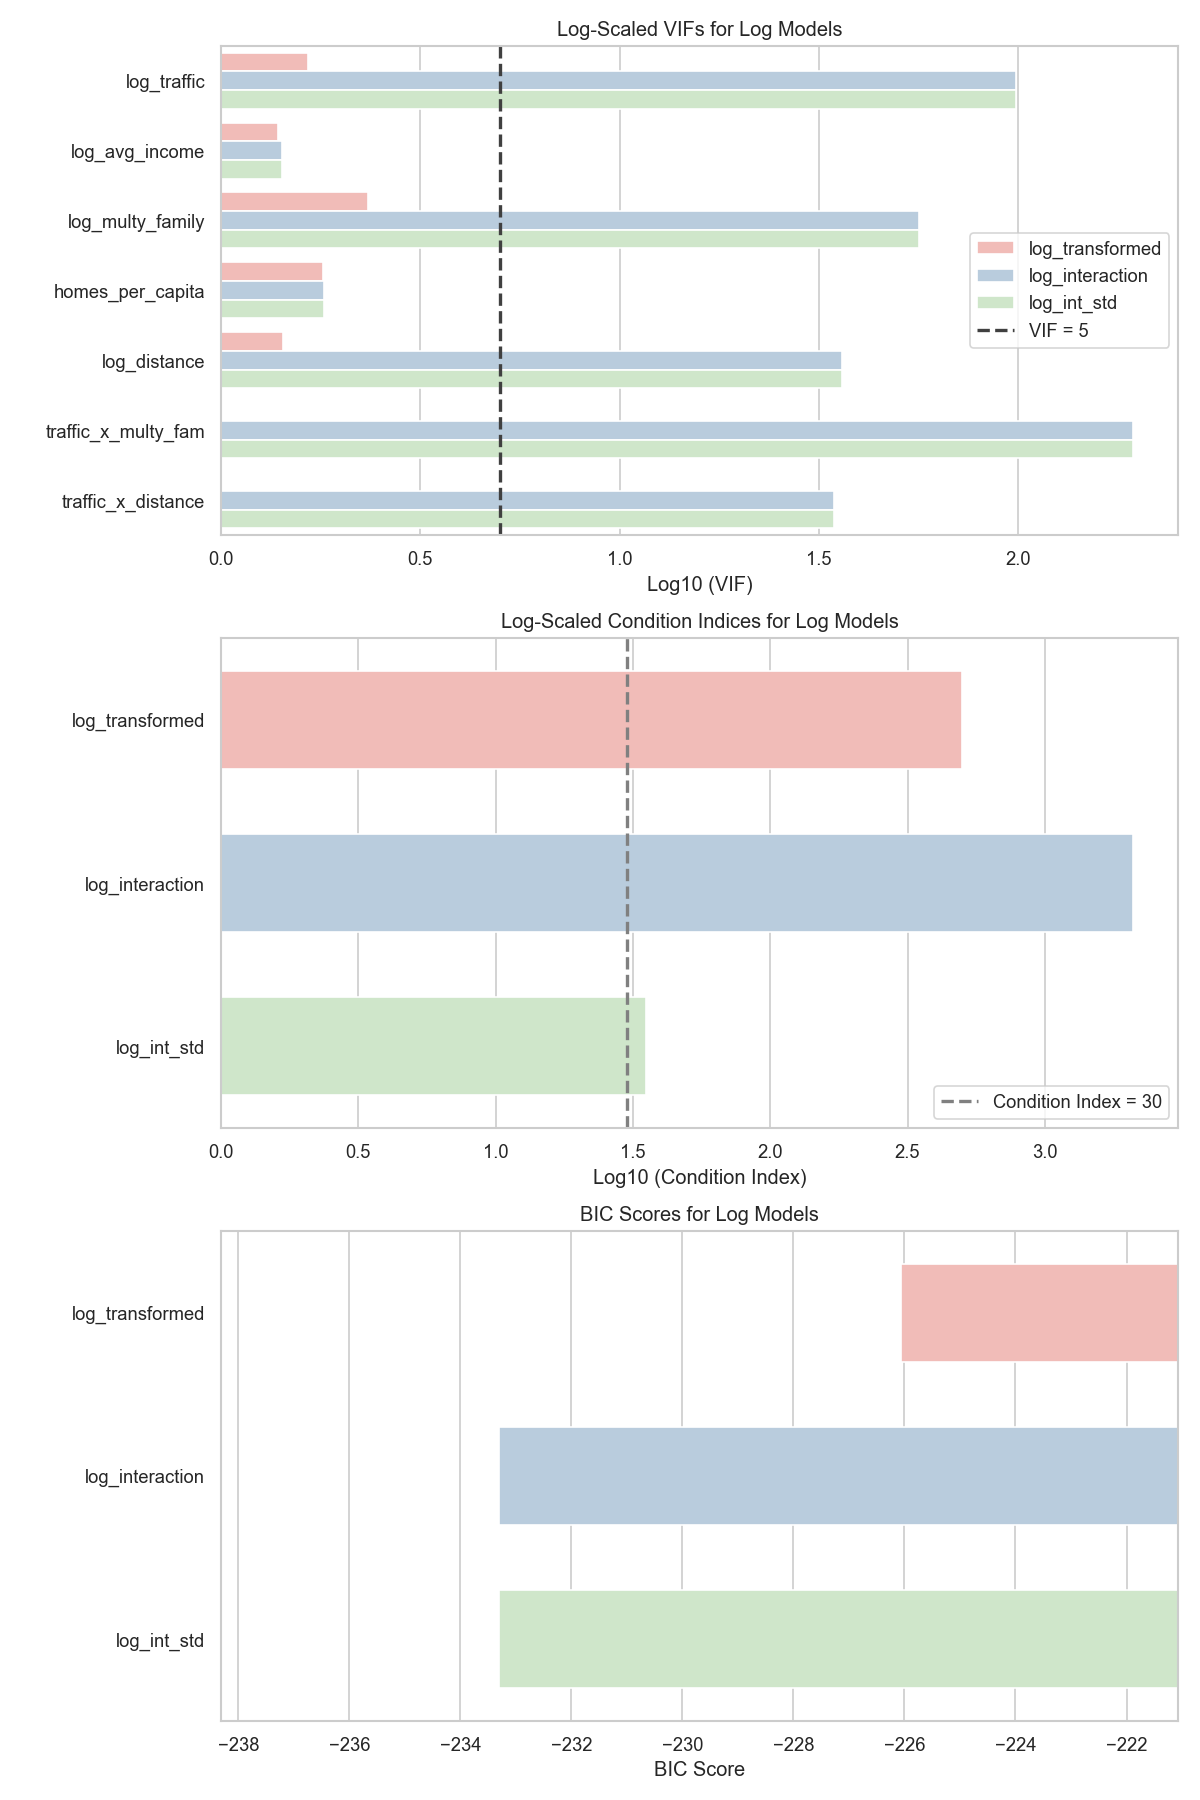 Log-Scaled VIFs for Log Models
log_traffic
log_avg_income
log_multy_family
homes_per_capita
log_distance
traffic_x_multy_fam
traffic_x_distance
log_transformed
log_interaction
log_int_std
VIF = 5
0.0 0.5 1.0 1.5 2.0
Log10 (VIF)
Log-Scaled Condition Indices for Log Models
log_transformed
log_interaction
log_int_std
Condition Index = 30
0.0 0.5 1.0 1.5 2.0 2.5 3.0
Log10 (Condition Index)
BIC Scores for Log Models
log_transformed
log_interaction
log_int_std
−238 −236 −234 −232 −230 −228 −226 −224 −222
BIC Score